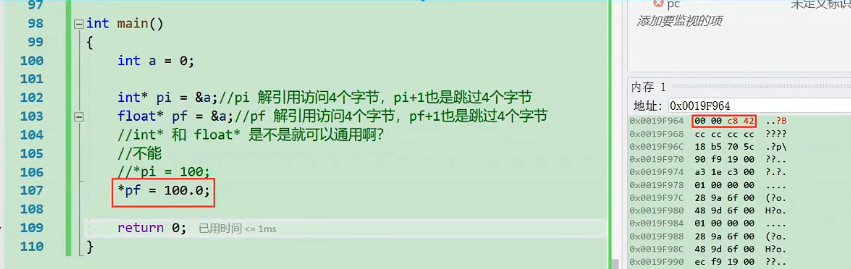 97
98 int main()
99 {
100 int a = 0;
101
102 int* pi = &a;//pi 解引用访问4个字节，pi+1也是跳过4个字节
103 float* pf = &a;//pf 解引用访问4个字节，pf+1也是跳过4个字节
104 //int* 和 float* 是不是就可以通用啊？
105 //不能
106 //*pi = 100;
107 *pf = 100.0;
108
109 return 0; 已用时间 <= 1ms
110 }
pc 未定义标识
添加要监视的项
内存 1
地址: 0x0019F964
0x0019F964 00 00 c8 42 ..?B
0x0019F968 cc cc cc cc ????
0x0019F96C 18 b5 70 5c .?p\
0x0019F970 90 f9 19 00 ??..
0x0019F974 a3 1e c3 00 ?.?.
0x0019F978 01 00 00 00 ....
0x0019F97C 28 9a 6f 00 (?o.
0x0019F980 48 9d 6f 00 H?o.
0x0019F984 01 00 00 00 ....
0x0019F988 28 9a 6f 00 (?o.
0x0019F98C 48 9d 6f 00 H?o.
0x0019F990 ec f9 19 00 ??..